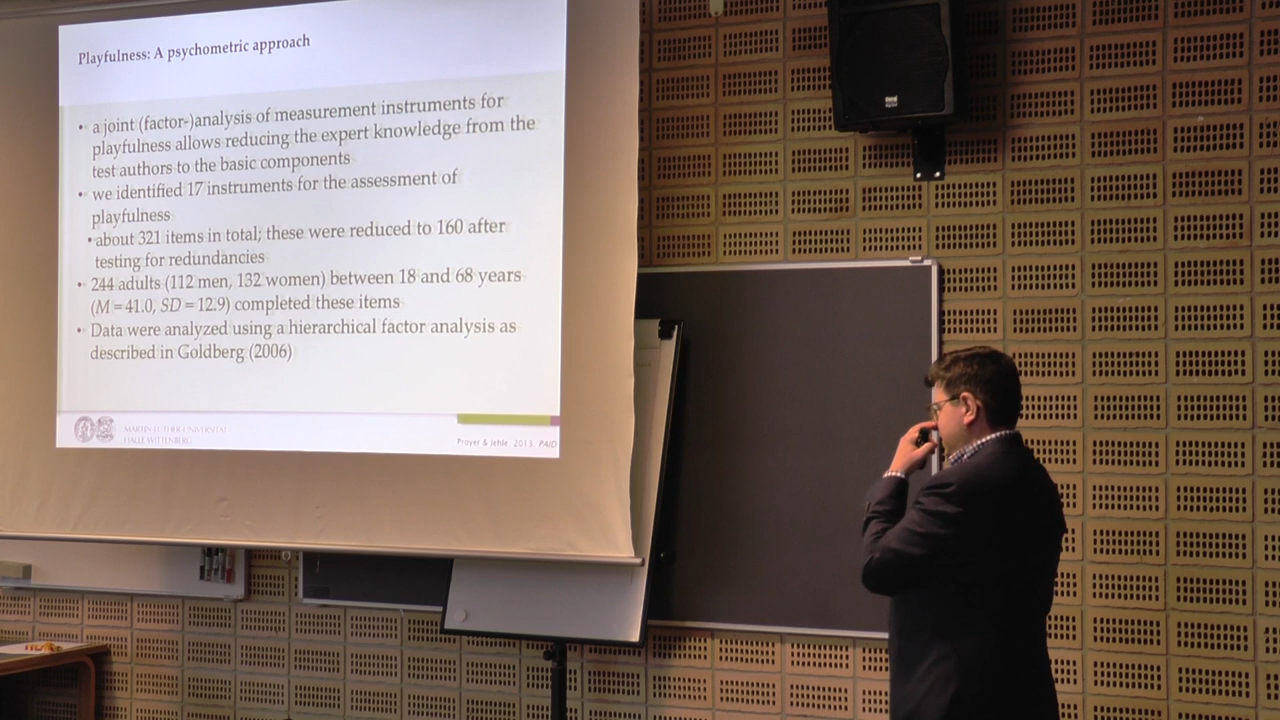 Playfulness: A psychometric approach
• a joint (factor-)analysis of measurement instruments for
playfulness allows reducing the expert knowledge from the
test authors to the basic components
• we identified 17 instruments for the assessment of
playfulness
• about 321 items in total; these were reduced to 160 after
testing for redundancies
• 244 adults (112 men, 132 women) between 18 and 68 years
(M = 41.0, SD = 12.9) completed these items
• Data were analyzed using a hierarchical factor analysis as
described in Goldberg (2006)
MARTIN-LUTHER-UNIVERSITÄT
HALLE-WITTENBERG
Proyer & Jehle, 2013, PAID